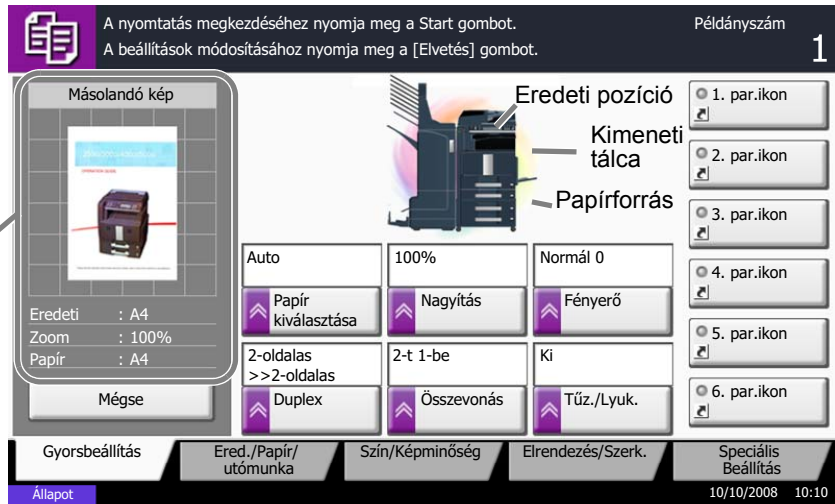 A nyomtatás megkezdéséhez nyomja meg a Start gombot.
A beállítások módosításához nyomja meg a [Elvetés] gombot.
Példányszám
1
Másolandó kép
OPERATION GUIDE
Eredeti : A4
Zoom : 100%
Papír : A4
Mégse
Eredeti pozíció
Kimeneti
tálca
Papírforrás
Auto
Papír
kiválasztása
100%
Nagyítás
Normál 0
Fényerő
2-oldalas
>>2-oldalas
Duplex
2-t 1-be
Összevonás
Ki
Tűz./Lyuk.
1. par.ikon
2. par.ikon
3. par.ikon
4. par.ikon
5. par.ikon
6. par.ikon
Gyorsbeállítás
Ered./Papír/
utómunka
Szín/Képminőség
Elrendezés/Szerk.
Speciális
Beállítás
Állapot
10/10/2008 10:10